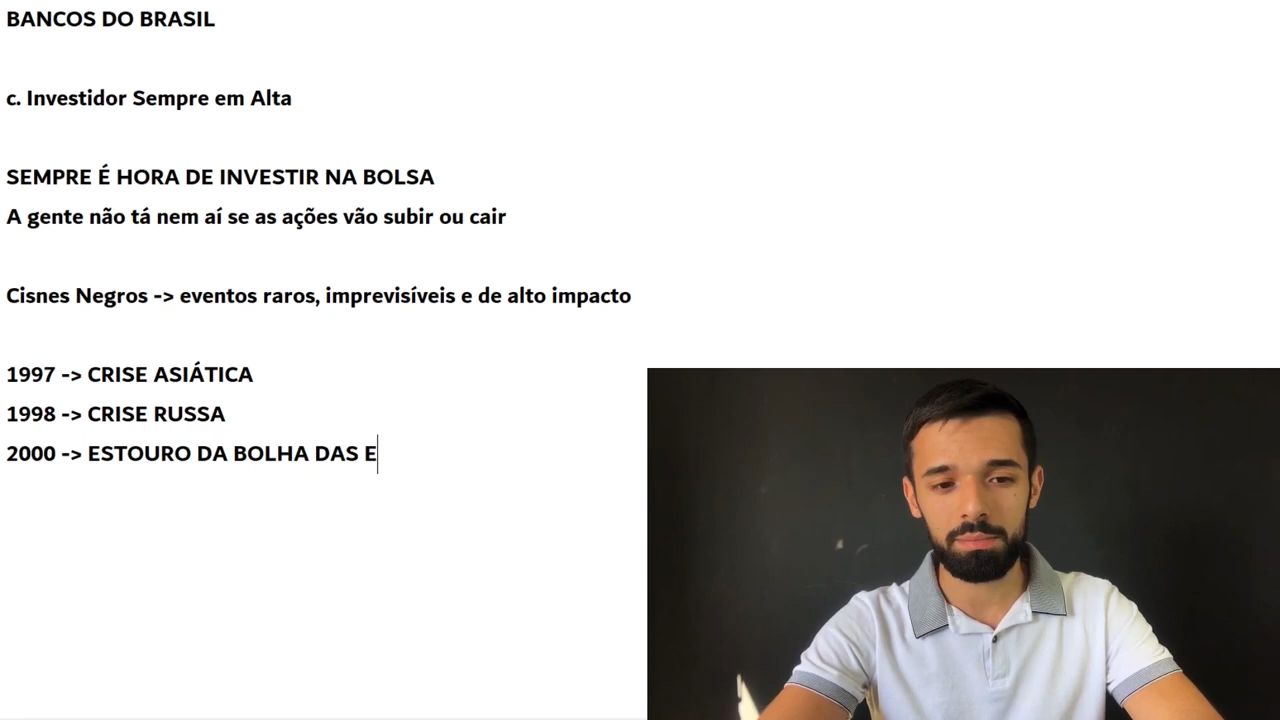 BANCOS DO BRASIL
c. Investidor Sempre em Alta
SEMPRE É HORA DE INVESTIR NA BOLSA
A gente não tá nem aí se as ações vão subir ou cair
Cisnes Negros -> eventos raros, imprevisíveis e de alto impacto
1997 -> CRISE ASIÁTICA
1998 -> CRISE RUSSA
2000 -> ESTOURO DA BOLHA DAS E